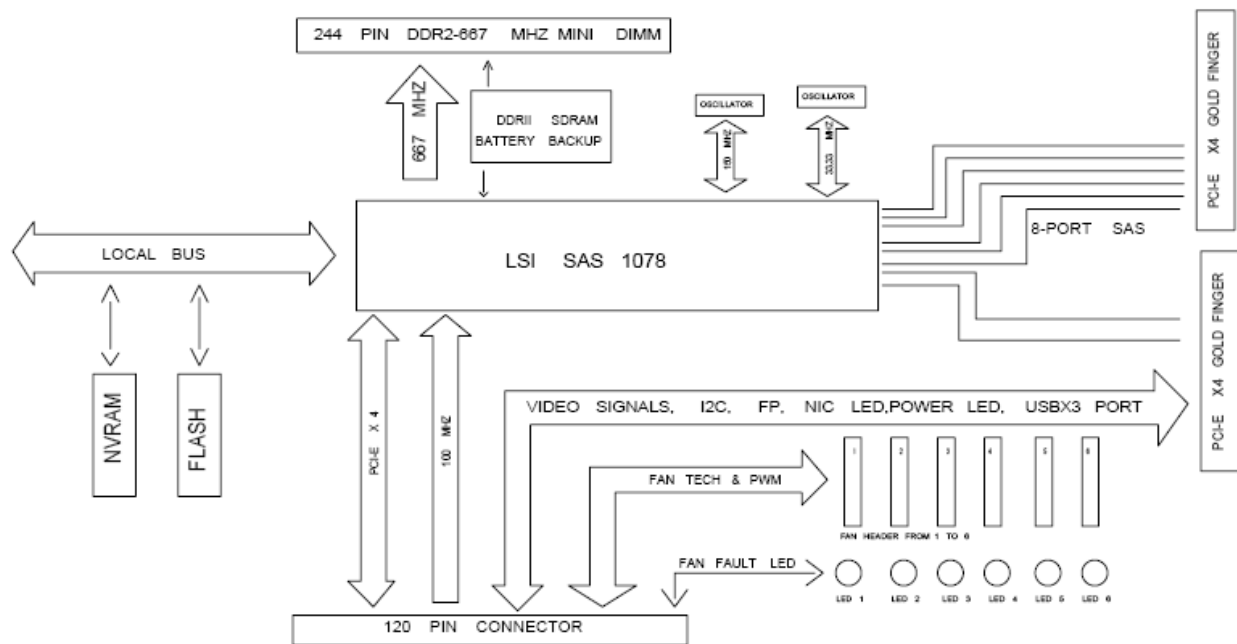 244 PIN DDR2-667 MHZ MINI DIMM
667 MHZ
DDRII SDRAM
BATTERY BACKUP
OSCILLATOR
OSCILLATOR
150 MHZ
33.33 MHZ
PCI-E X4 GOLD FINGER
8-PORT SAS
LOCAL BUS
LSI SAS 1078
PCI-E X4 GOLD FINGER
NVRAM
FLASH
PCI-E X 4
100 MHZ
VIDEO SIGNALS, I2C, FP, NIC LED,POWER LED, USBX3 PORT
1 2 3 4 5 6
FAN TECH & PWM
FAN HEADER FROM 1 TO 6
FAN FAULT LED
LED 1 LED 2 LED 3 LED 4 LED 5 LED 6
120 PIN CONNECTOR